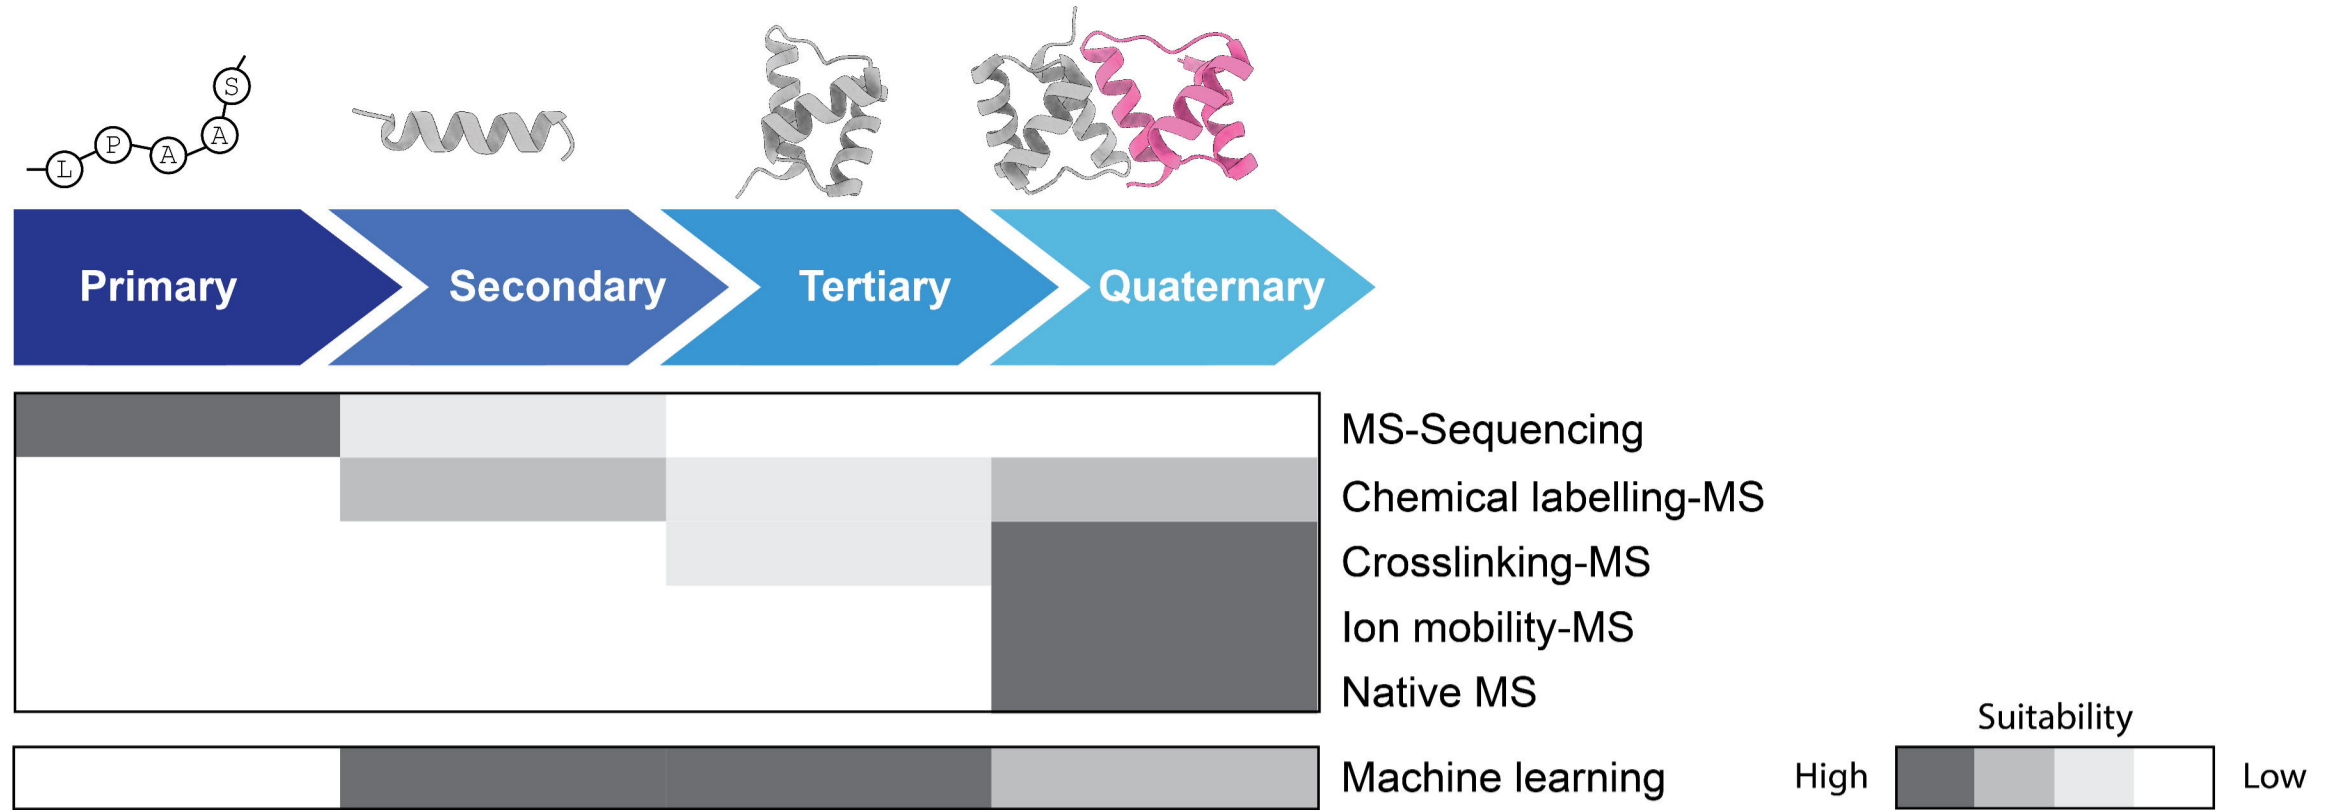 L P A A S
Primary
Secondary
Tertiary
Quaternary
MS-Sequencing
Chemical labelling-MS
Crosslinking-MS
Ion mobility-MS
Native MS
Machine learning
Suitability
High
Low